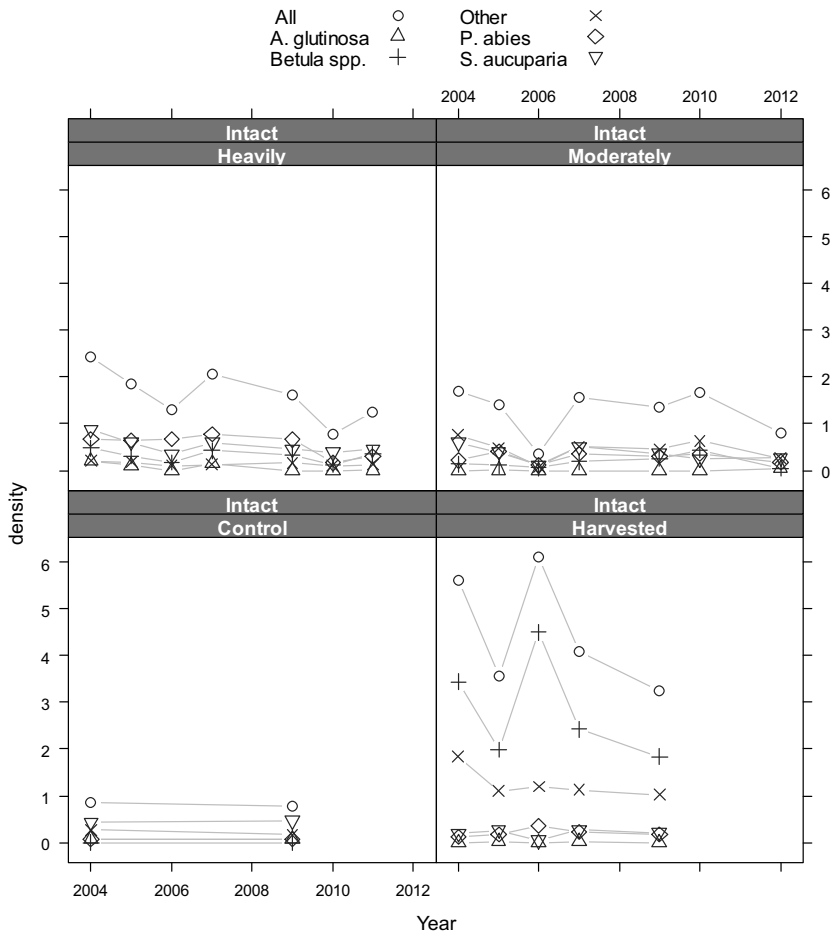 All Other
A. glutinosa P. abies
Betula spp. S. aucuparia
2004 2006 2008 2010 2012
Intact Intact
Heavily Moderately
6
5
4
3
2
1
0
Intact Intact
Control Harvested
6
5
4
3
2
1
0
density
2004 2006 2008 2010 2012
Year